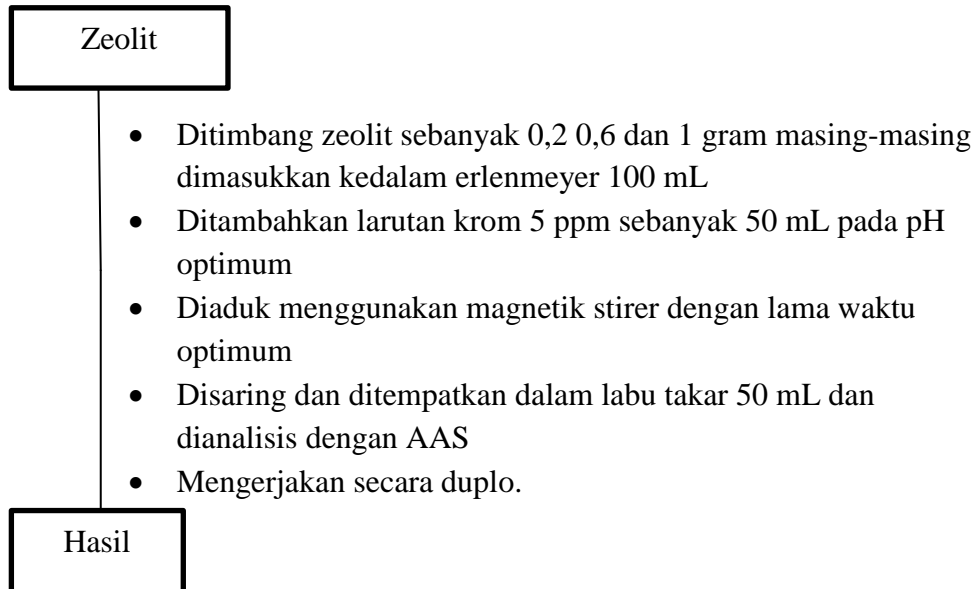 Zeolit
• Ditimbang zeolit sebanyak 0,2 0,6 dan 1 gram masing-masing
dimasukkan kedalam erlenmeyer 100 mL
• Ditambahkan larutan krom 5 ppm sebanyak 50 mL pada pH
optimum
• Diaduk menggunakan magnetik stirer dengan lama waktu
optimum
• Disaring dan ditempatkan dalam labu takar 50 mL dan
dianalisis dengan AAS
• Mengerjakan secara duplo.
Hasil